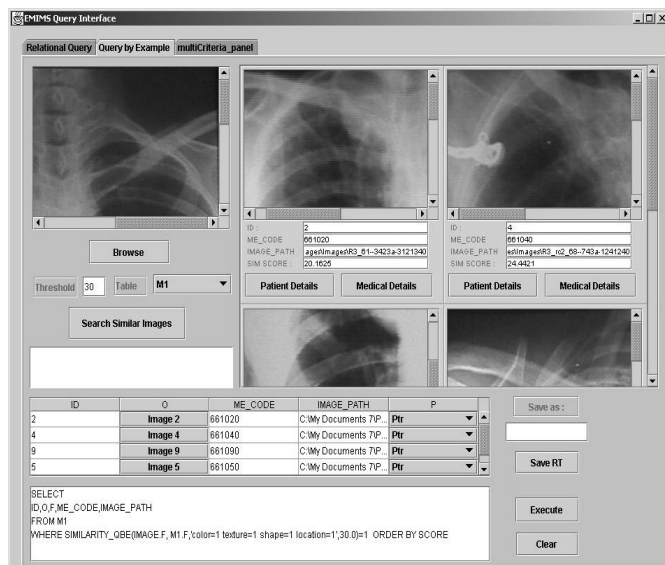 EMIMS Query Interface
Relational Query Query by Example multiCriteria_panel
Browse
Threshold 30 Table M1
Search Similar Images
ID : 2
ME_CODE 661020
IMAGE_PATH ages\Images\R3_61--3423a-3121340
SIM SCORE : 20.1625
Patient Details Medical Details
ID : 4
ME_CODE 661040
IMAGE_PATH es\Images\R3_rc2_68--743a-1241240
SIM SCORE : 24.4421
Patient Details Medical Details
ID O ME_CODE IMAGE_PATH P
2 Image 2 661020 C:\My Documents 7\P... Ptr
4 Image 4 661040 C:\My Documents 7\P... Ptr
9 Image 9 661090 C:\My Documents 7\P... Ptr
5 Image 5 661050 C:\My Documents 7\P... Ptr
Save as :
Save RT
SELECT
ID,O,F,ME_CODE,IMAGE_PATH
FROM M1
WHERE SIMILARITY_QBE(IMAGE.F, M1.F,'color=1 texture=1 shape=1 location=1',30.0)=1 ORDER BY SCORE
Execute
Clear